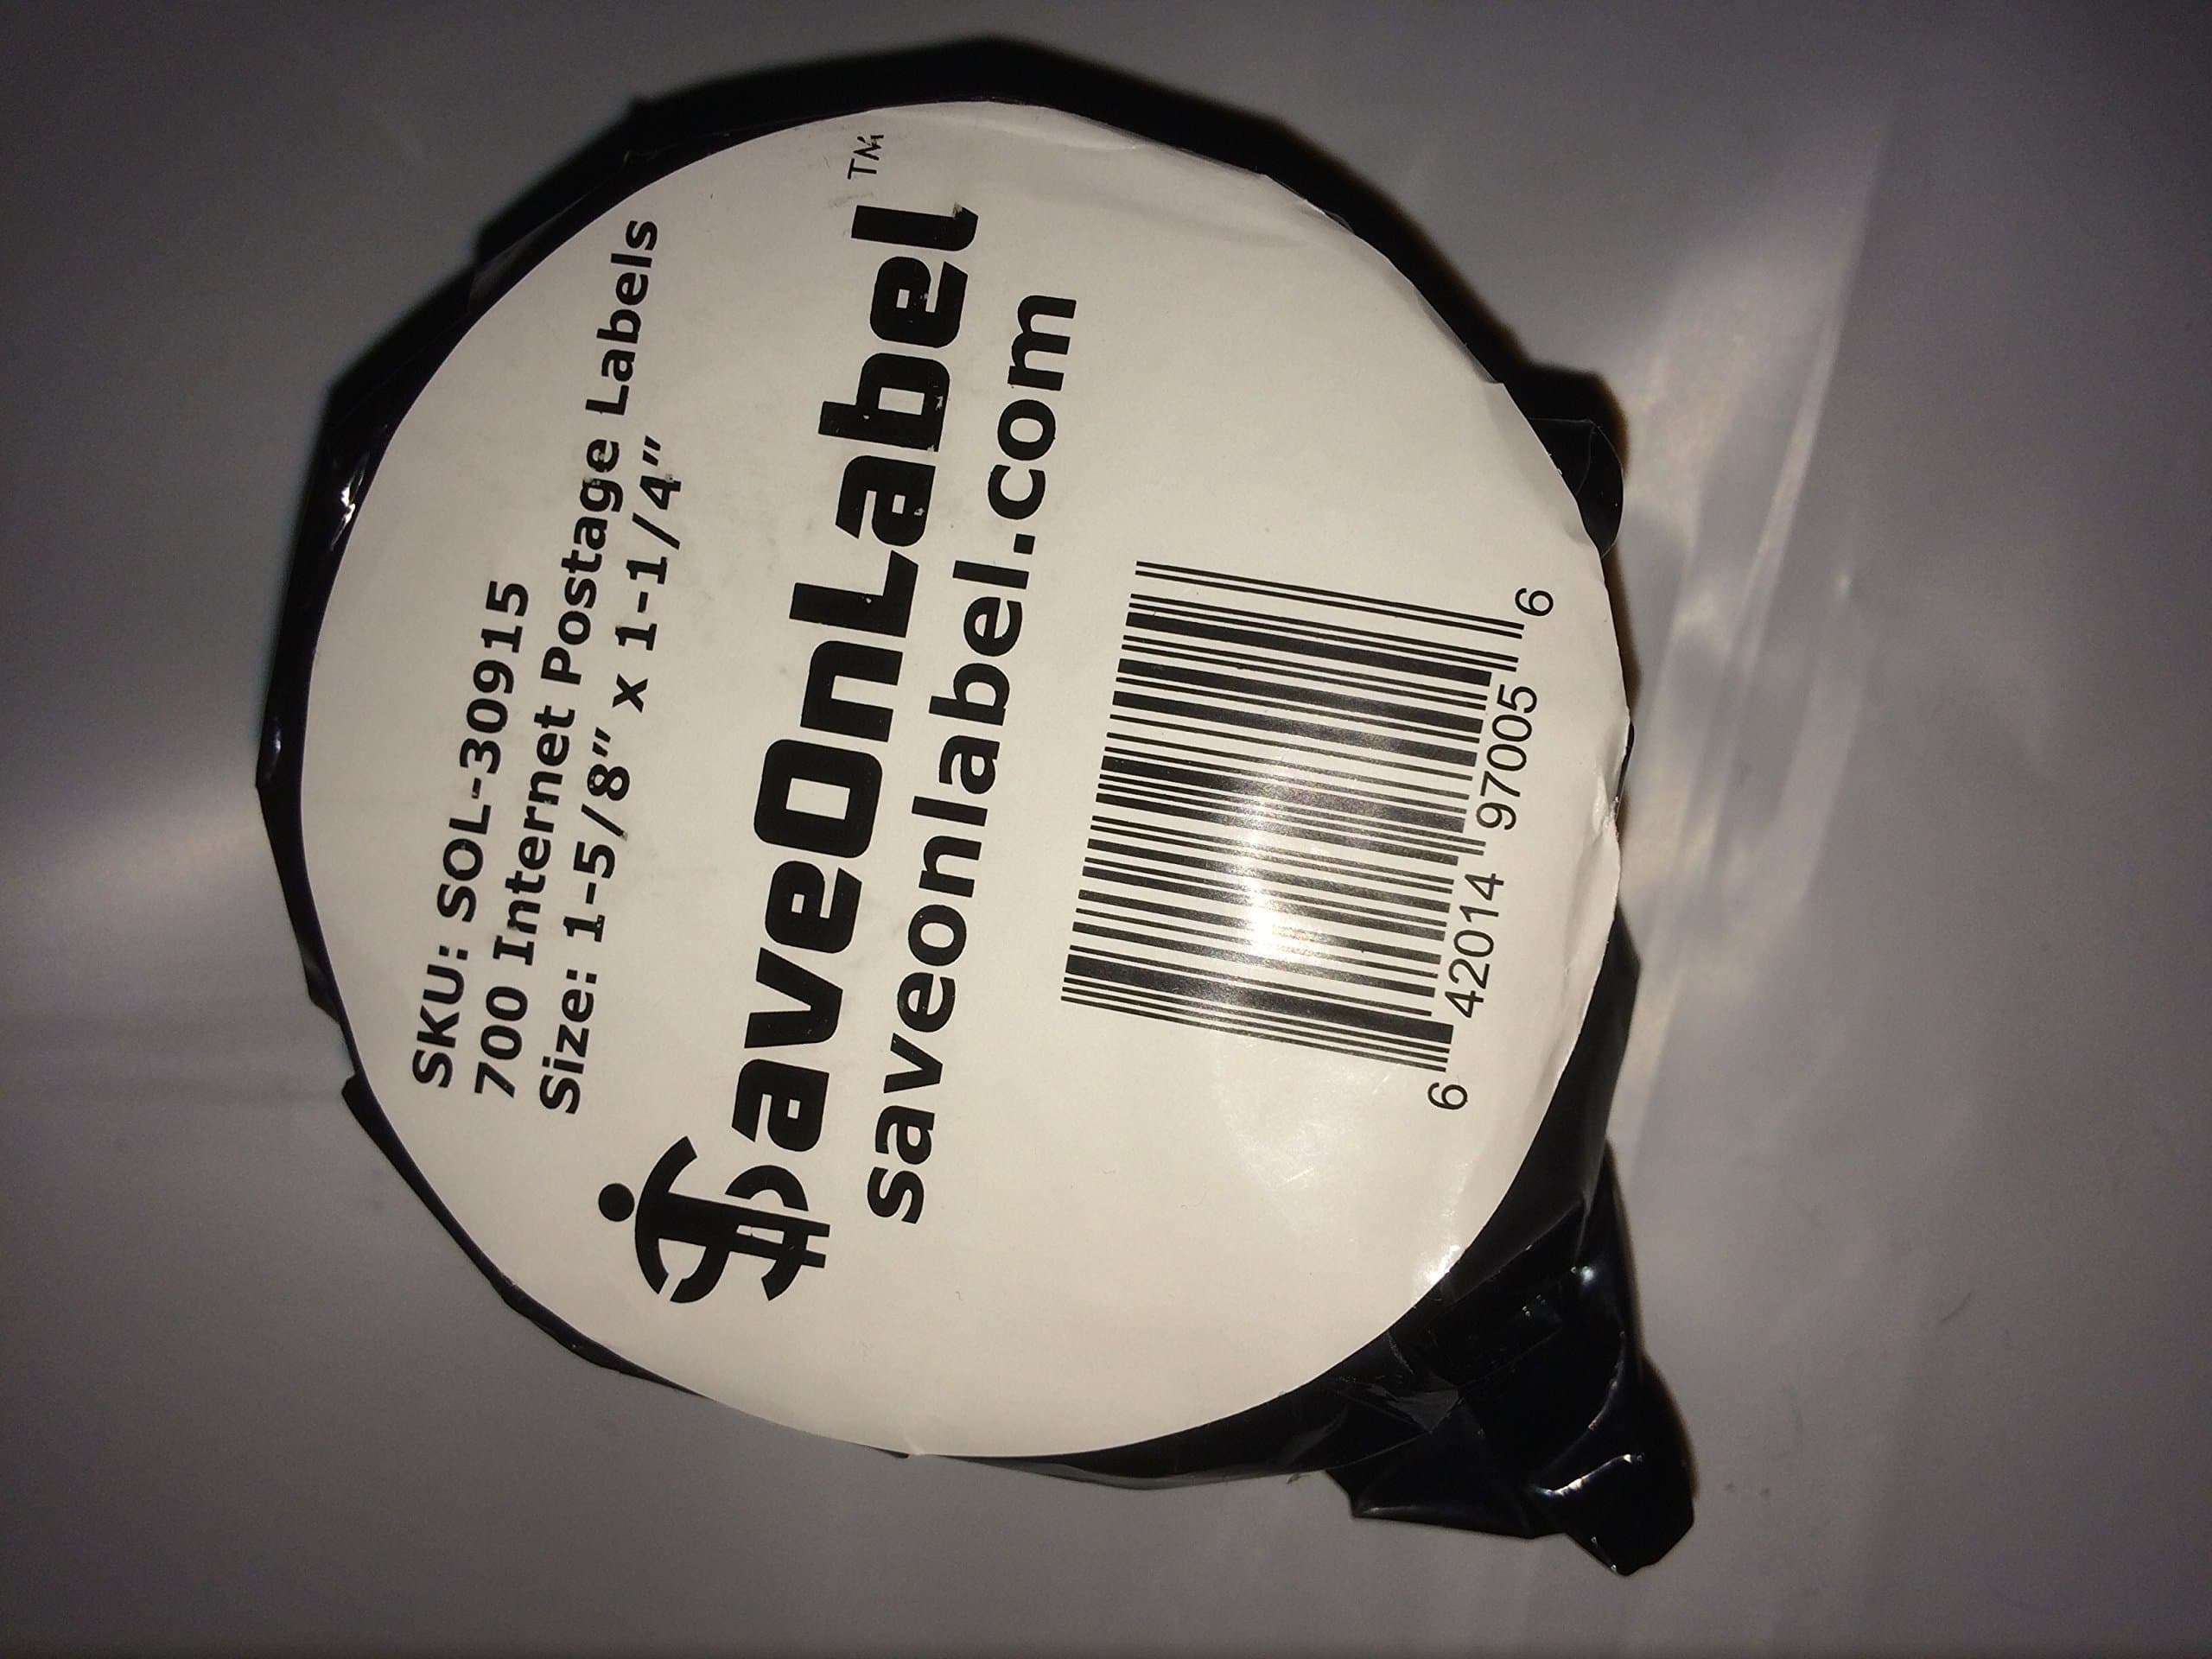 SKU: SOL-30915
700 Internet Postage Labels
Size: 1-5/8” x 1-1/4”
SaveOnLabel™
saveonlabel.com
6 42014 97005 6